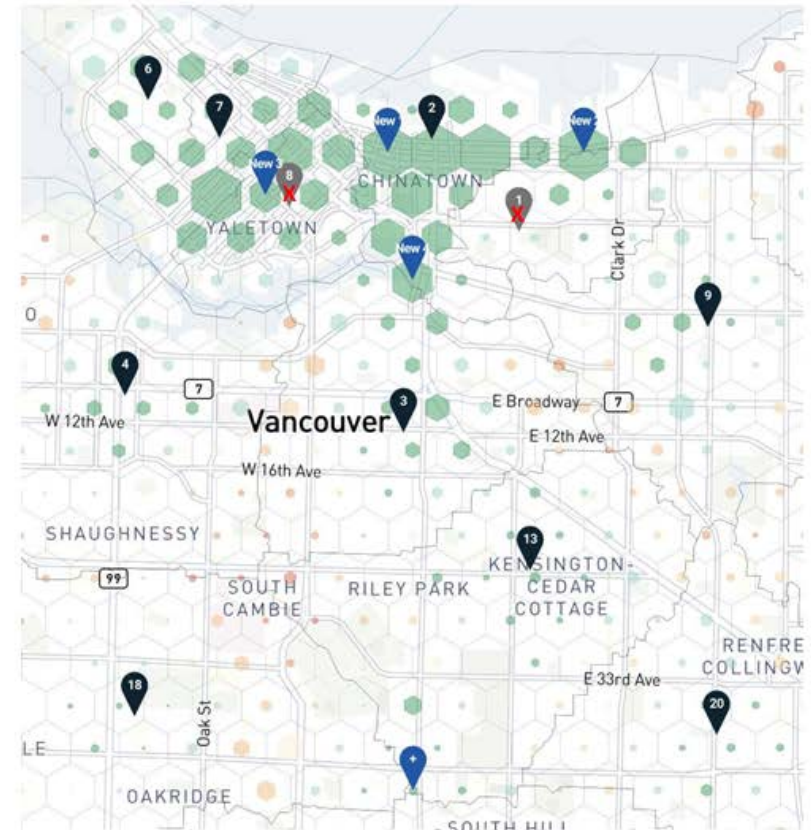 6
7
New
2
New 2
New 3
8
X
CHINATOWN
1
X
YALETOWN
Clark Dr
New 4
9
O
4
7
3
E Broadway
7
W 12th Ave
Vancouver
E 12th Ave
W 16th Ave
SHAUGHNESSY
13
99
SOUTH
CAMBIE
RILEY PARK
KENSINGTON-
CEDAR
COTTAGE
RENFRE
COLLINGW
E 33rd Ave
18
20
Oak St
LE
+
OAKRIDGE
SOUTH HILL